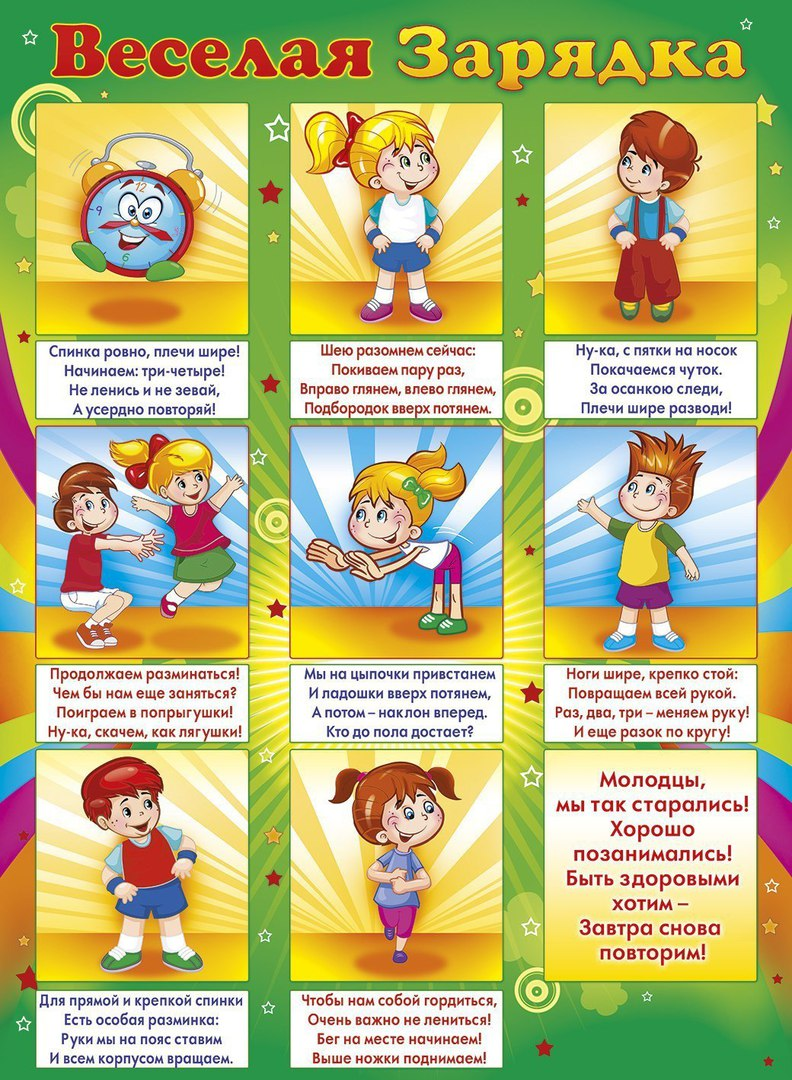 Веселая Зарядка
12
9
3
6
Спинка ровно, плечи шире!
Начинаем: три-четыре!
Не ленись и не зевай,
А усердно повторяй!
Шею разомнем сейчас:
Покиваем пару раз,
Вправо глянем, влево глянем,
Подбородок вверх потянем.
Ну-ка, с пятки на носок
Покачаемся чуток.
За осанкою следи,
Плечи шире разводи!
Продолжаем разминаться!
Чем бы нам еще заняться?
Поиграем в попрыгушки!
Ну-ка, скачем, как лягушки!
Мы на цыпочки привстанем
И ладошки вверх потянем,
А потом – наклон вперед.
Кто до пола достает?
Ноги шире, крепко стой:
Повращаем всей рукой.
Раз, два, три – меняем руку!
И еще разок по кругу!
Для прямой и крепкой спинки
Есть особая разминка:
Руки мы на пояс ставим
И всем корпусом вращаем.
Чтобы нам собой гордиться,
Очень важно не лениться!
Бег на месте начинаем!
Выше ножки поднимаем!
Молодцы,
мы так старались!
Хорошо
позанимались!
Быть здоровыми
хотим –
Завтра снова
повторим!